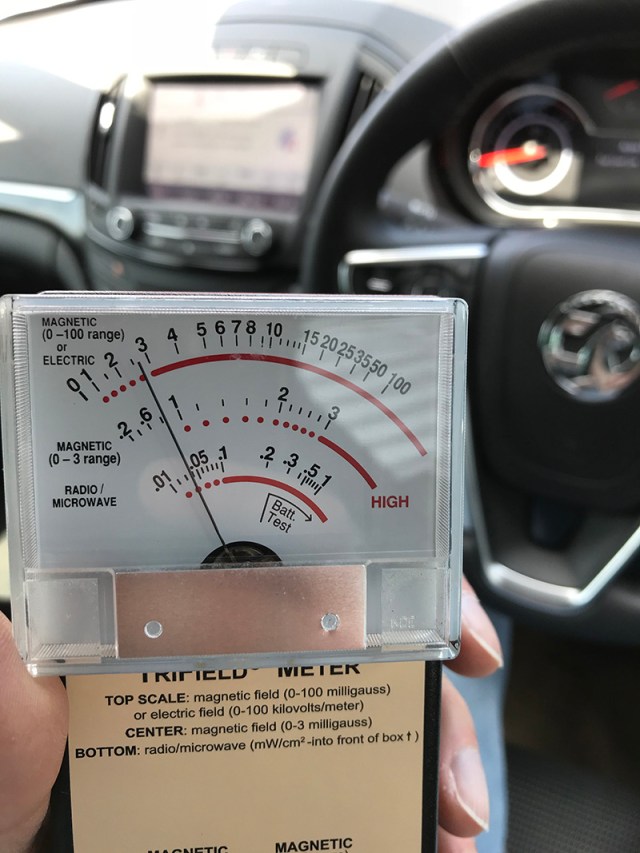 MAGNETIC
(0 –100 range)
or
ELECTRIC
0 1 2 3 4 5 6 7 8 10 15 20 25 35 50 100
MAGNETIC
(0 – 3 range)
.2 .6 1 2 3
RADIO /
MICROWAVE
.01 .05 .1 .2 .3 .5 1
HIGH
Batt.
Test
TRIFIELD METER
TOP SCALE: magnetic field (0-100 milligauss)
or electric field (0-100 kilovolts/meter)
CENTER: magnetic field (0-3 milligauss)
BOTTOM: radio/microwave (mW/cm²-into front of box↑)
MAGNETIC MAGNETIC